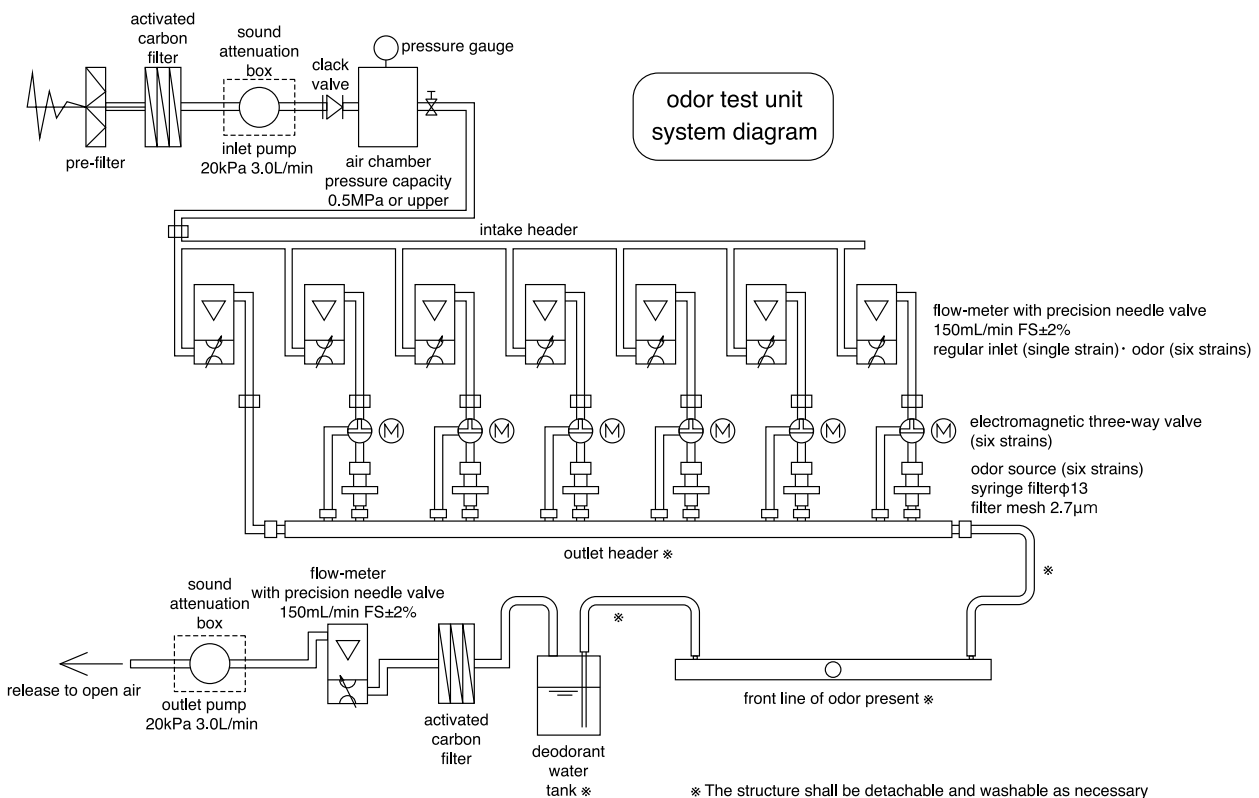 activated
carbon
filter
sound
attenuation
box
clack
valve
pressure gauge
odor test unit
system diagram
pre-filter
inlet pump
20kPa 3.0L/min
air chamber
pressure capacity
0.5MPa or upper
intake header
flow-meter with precision needle valve
150mL/min FS±2%
regular inlet (single strain)・odor (six strains)
M
M
M
M
M
M
electromagnetic three-way valve
(six strains)
odor source (six strains)
syringe filterφ13
filter mesh 2.7μm
outlet header ※
※
sound
attenuation
box
flow-meter
with precision needle valve
150mL/min FS±2%
※
release to open air
outlet pump
20kPa 3.0L/min
activated
carbon
filter
deodorant
water
tank ※
front line of odor present ※
※ The structure shall be detachable and washable as necessary